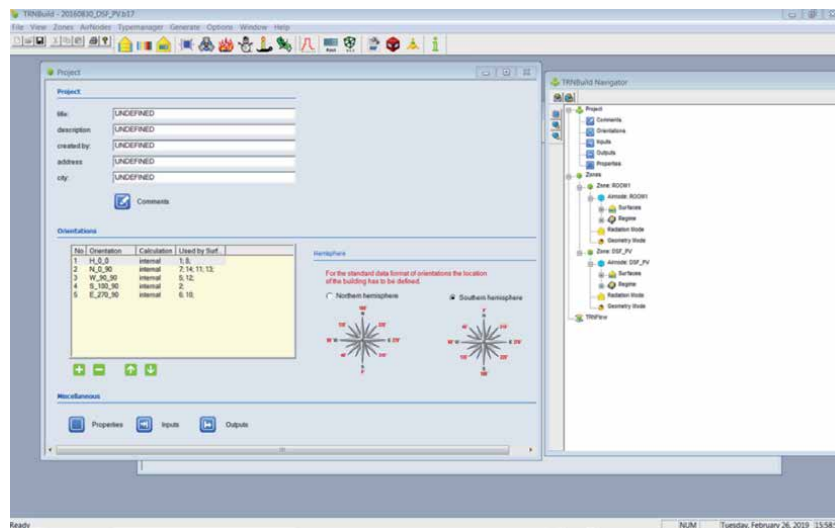 TRNBuild - 20160830_DSF_PV.b17
File View Zones AirNodes Typemanager Generate Options Window Help
Project
Project
title: UNDEFINED
description UNDEFINED
created by: UNDEFINED
address UNDEFINED
city: UNDEFINED
Comments
Orientations
No Orientation Calculation Used by Surf...
1 H_0_0 internal 1; 8;
2 N_0_90 internal 7; 14; 11; 13;
3 W_90_90 internal 5; 12;
4 S_180_90 internal 2;
5 E_270_90 internal 6; 10;
Hemisphere
For the standard data format of orientations the location
of the building has to be defined.
Northern hemisphere
Southern hemisphere
Miscellaneous
Properties
Inputs
Outputs
TRNBuild Navigator
Project
Comments
Orientations
Inputs
Outputs
Properties
Zones
Zone: ROOM1
Airnode: ROOM1
Surfaces
Regime
Radiation Mode
Geometry Mode
Zone: DSF_PV
Airnode: DSF_PV
Surfaces
Regime
Radiation Mode
Geometry Mode
TRNFlow
Ready
NUM
Tuesday, February 26, 2019